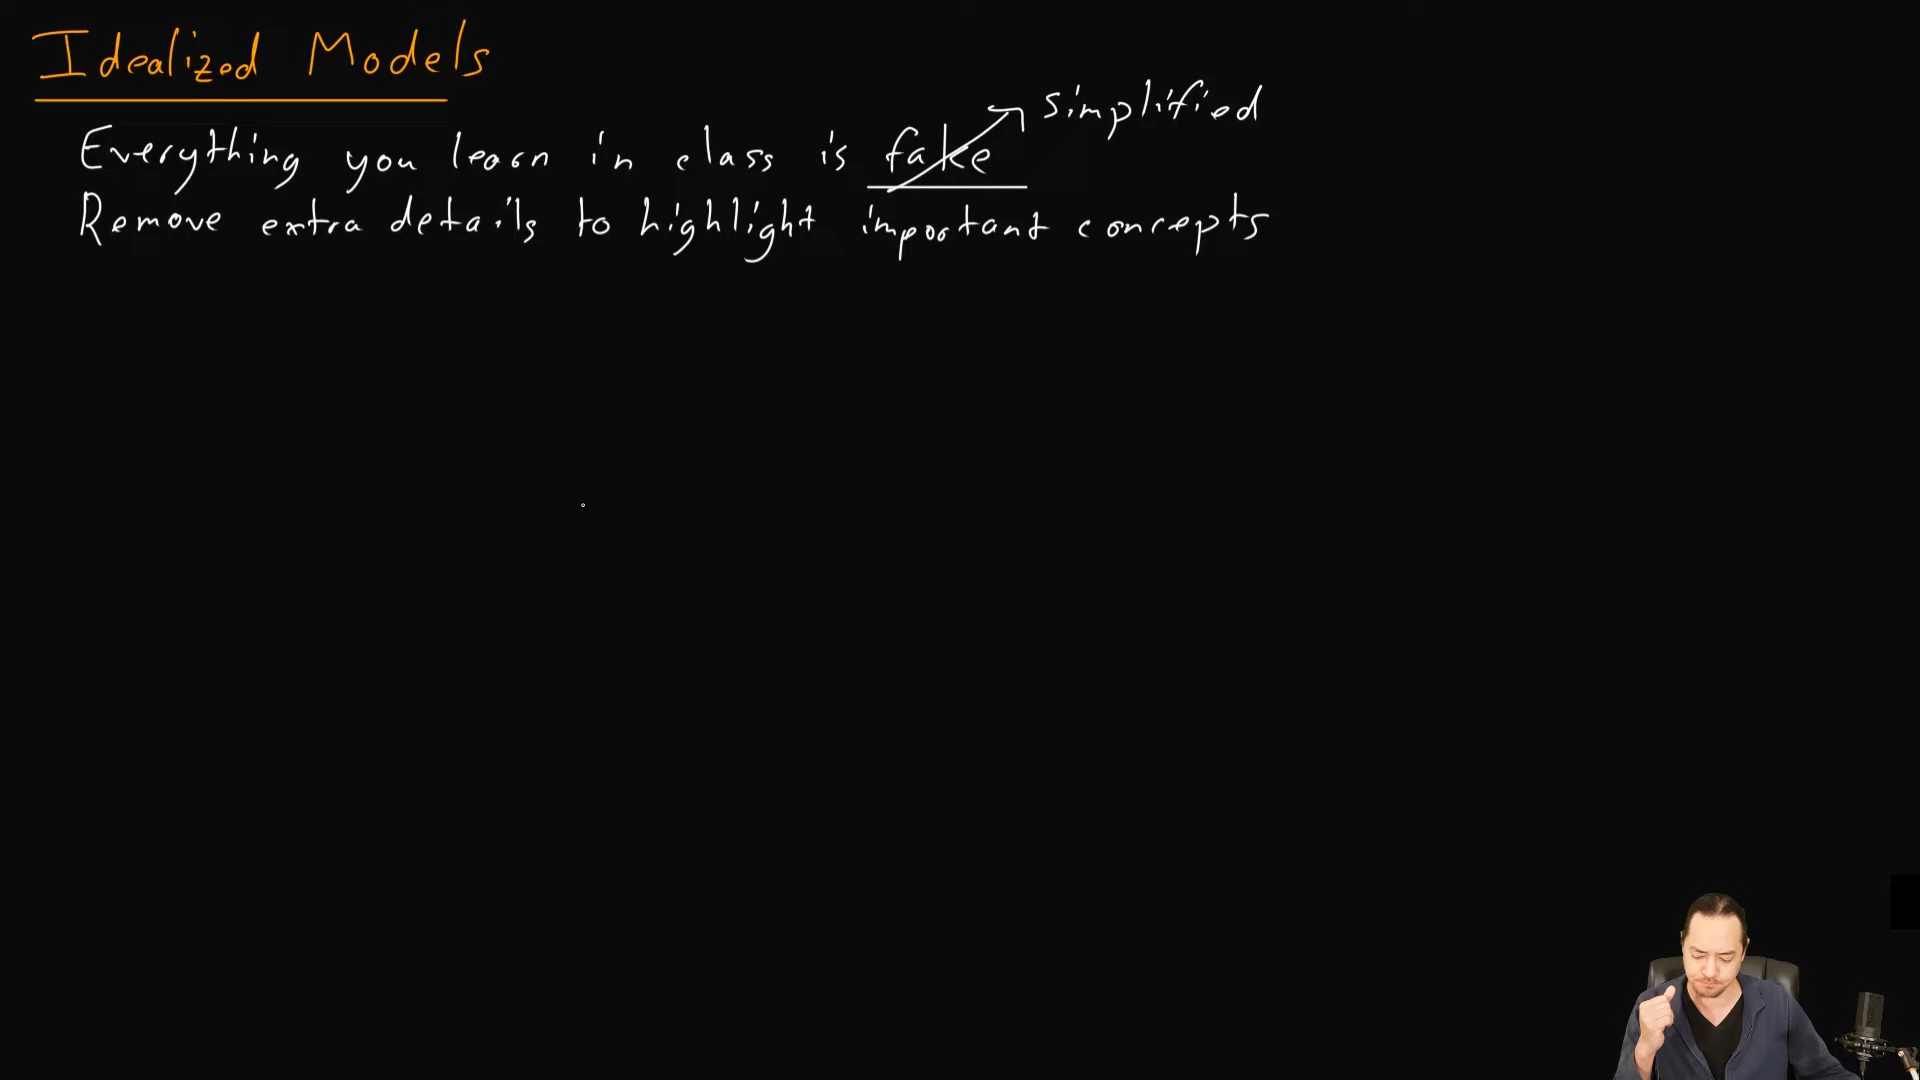 Idealized Models
simplified
Everything you learn in class is fake
Remove extra details to highlight important concepts